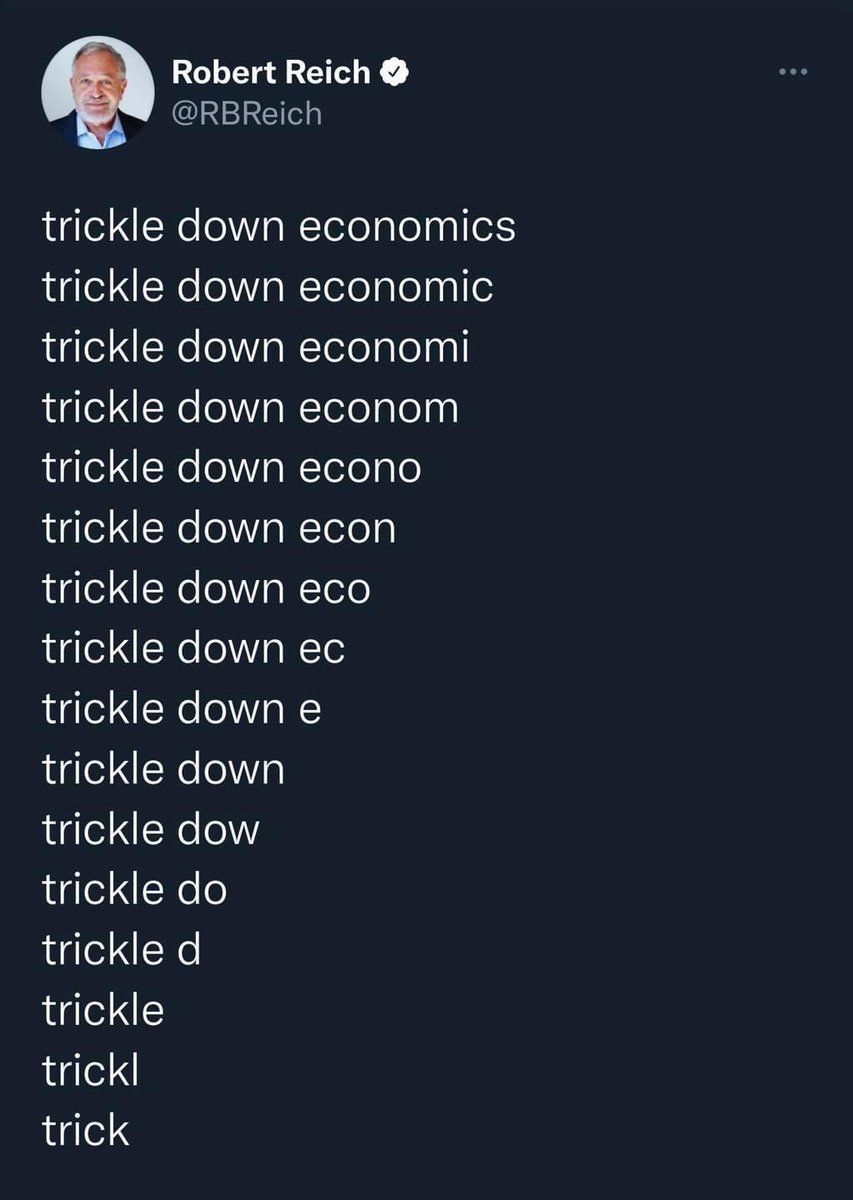 Robert Reich
@RBReich
trickle down economics
trickle down economic
trickle down economi
trickle down econom
trickle down econo
trickle down econ
trickle down eco
trickle down ec
trickle down e
trickle down
trickle dow
trickle do
trickle d
trickle
trickl
trick